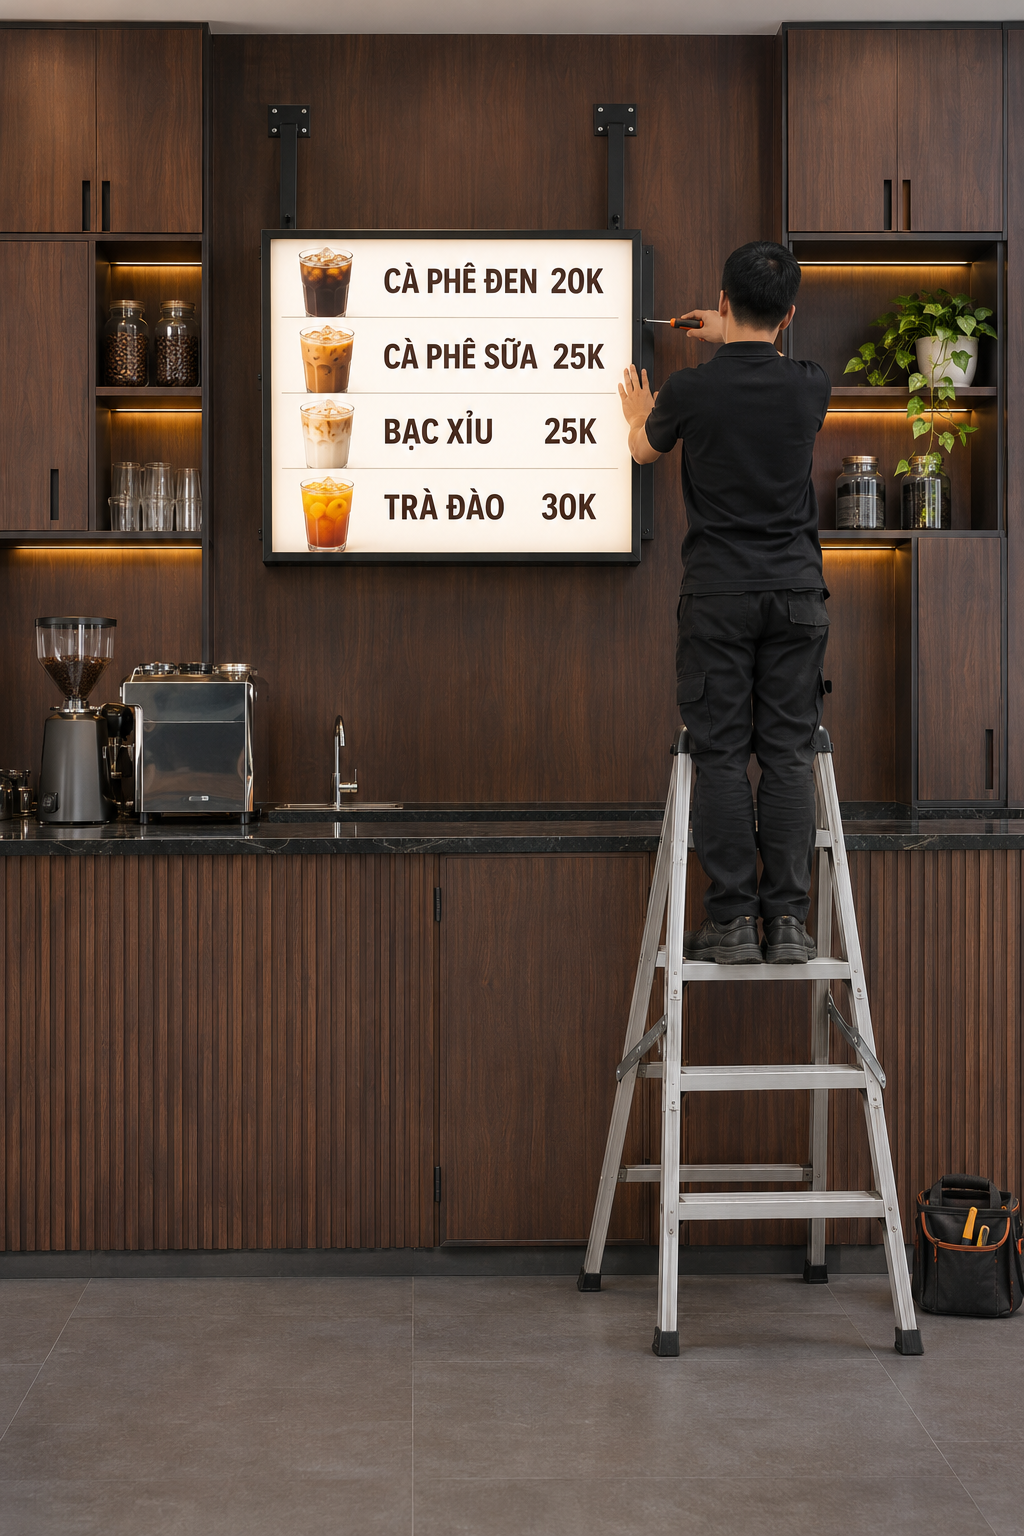 CÀ PHÊ ĐEN 20K
CÀ PHÊ SỮA 25K
BẠC XỈU 25K
TRÀ ĐÀO 30K